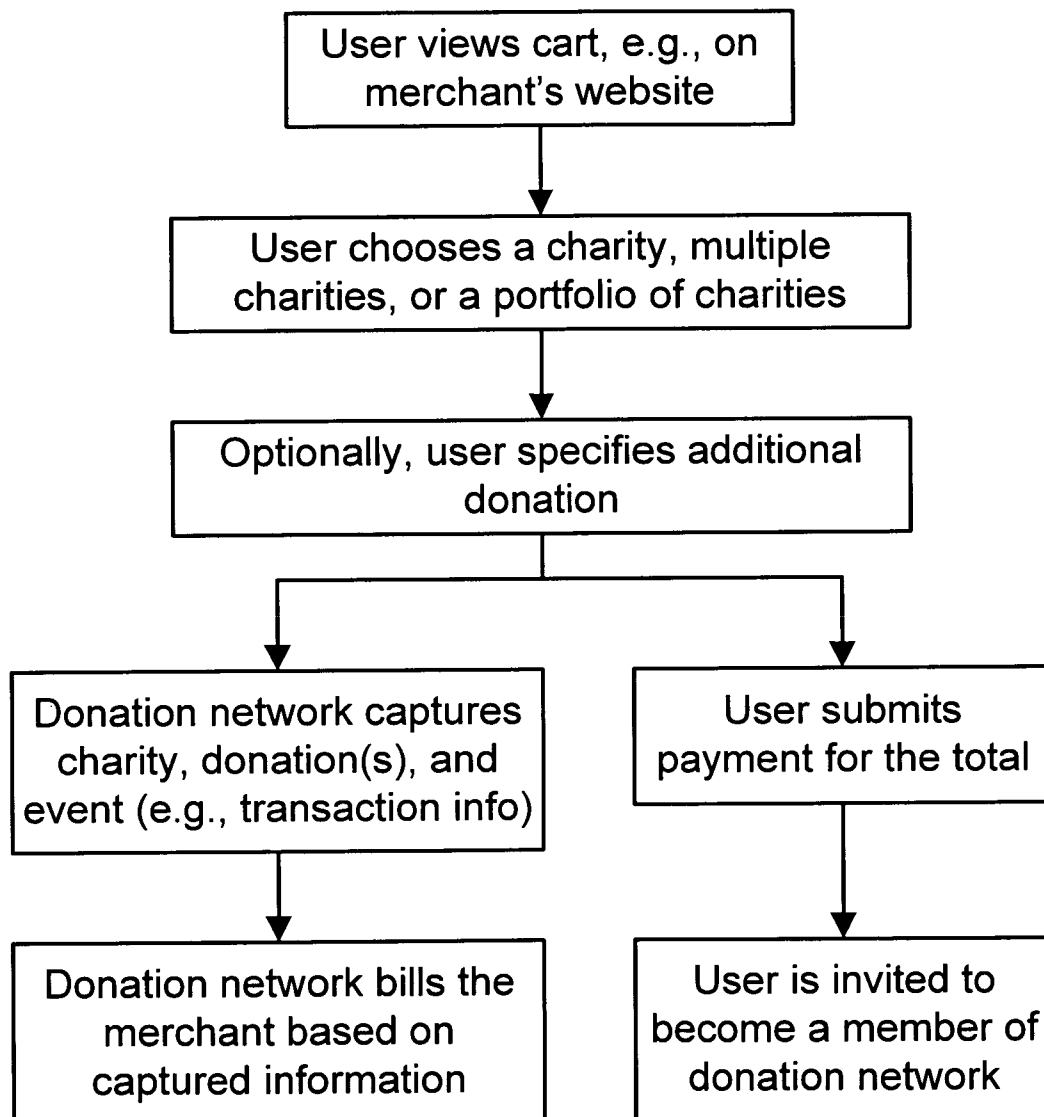 User views cart, e.g., on
merchant's website
User chooses a charity, multiple
charities, or a portfolio of charities
Optionally, user specifies additional
donation
Donation network captures
charity, donation(s), and
event (e.g., transaction info)
User submits
payment for the total
Donation network bills the
merchant based on
captured information
User is invited to
become a member of
donation network